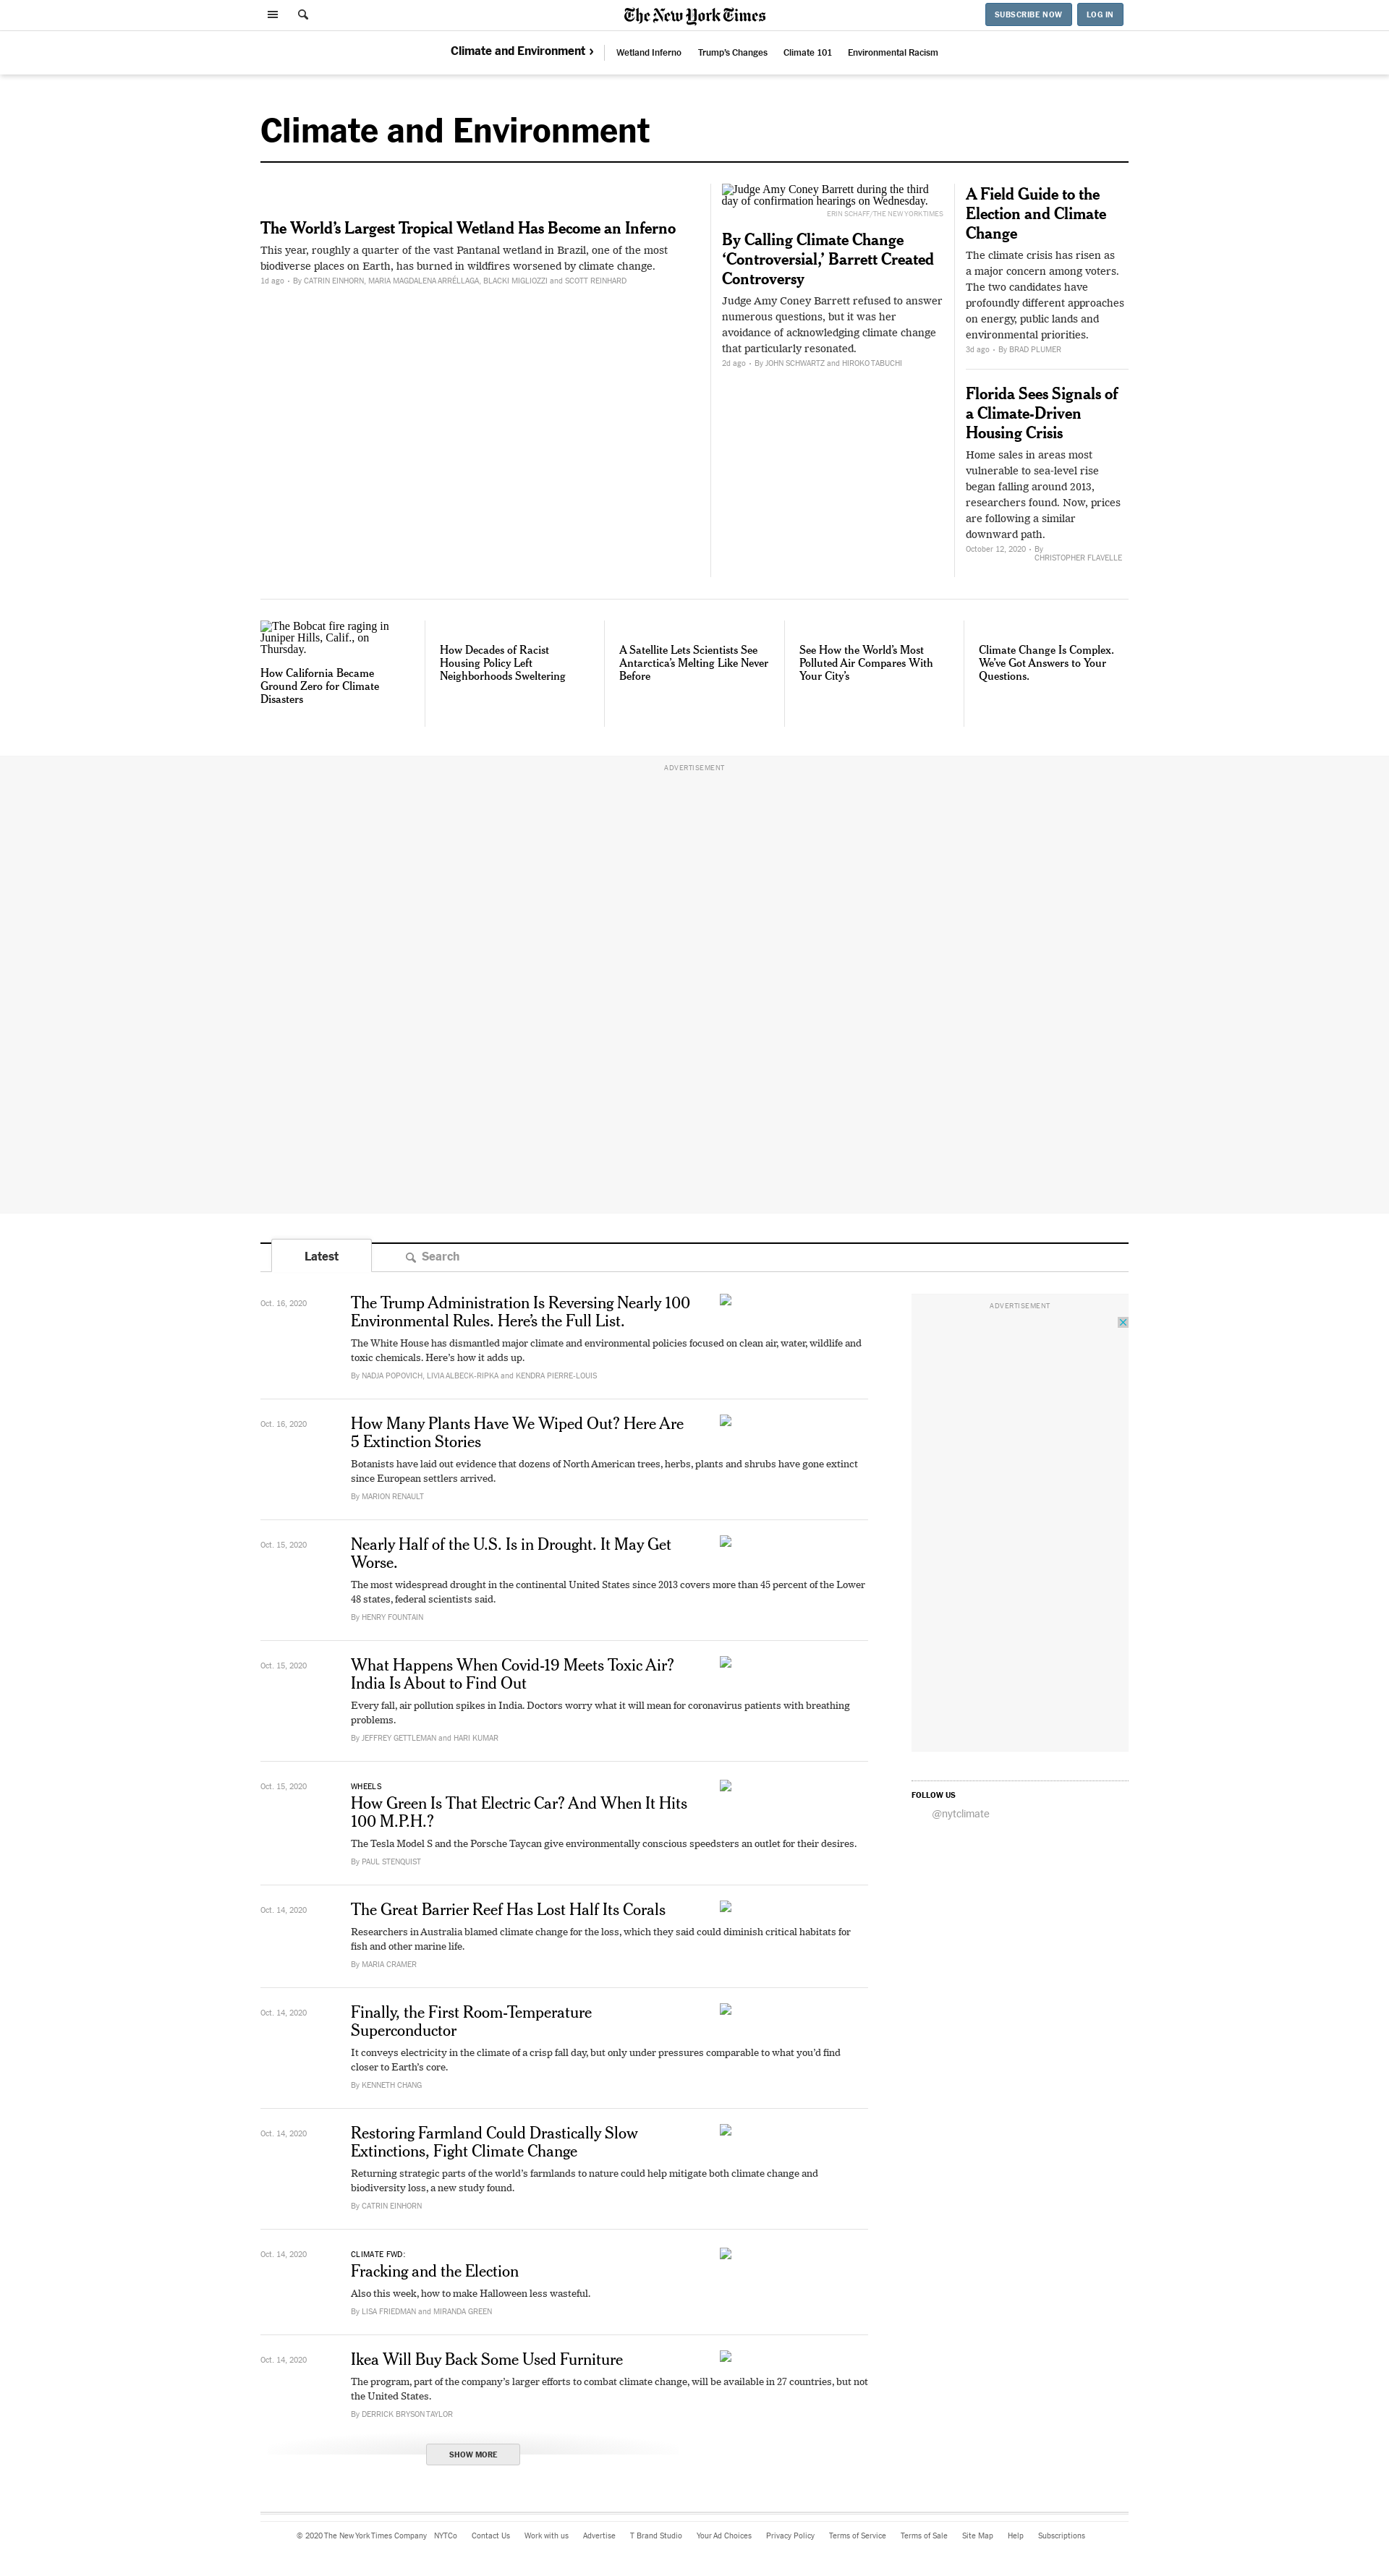 The New York Times
SUBSCRIBE NOW
LOG IN
Climate and Environment ›
Wetland Inferno
Trump's Changes
Climate 101
Environmental Racism
Climate and Environment
The World's Largest Tropical Wetland Has Become an Inferno
This year, roughly a quarter of the vast Pantanal wetland in Brazil, one of the most
biodiverse places on Earth, has burned in wildfires worsened by climate change.
1d ago • By CATRIN EINHORN, MARIA MAGDALENA ARRÉLLAGA, BLACKI MIGLIOZZI and SCOTT REINHARD
Judge Amy Coney Barrett during the third
day of confirmation hearings on Wednesday.
ERIN SCHAFF/THE NEW YORK TIMES
By Calling Climate Change
‘Controversial,’ Barrett Created
Controversy
Judge Amy Coney Barrett refused to answer
numerous questions, but it was her
avoidance of acknowledging climate change
that particularly resonated.
2d ago • By JOHN SCHWARTZ and HIROKO TABUCHI
A Field Guide to the
Election and Climate
Change
The climate crisis has risen as
a major concern among voters.
The two candidates have
profoundly different approaches
on energy, public lands and
environmental priorities.
3d ago • By BRAD PLUMER
Florida Sees Signals of
a Climate-Driven
Housing Crisis
Home sales in areas most
vulnerable to sea-level rise
began falling around 2013,
researchers found. Now, prices
are following a similar
downward path.
October 12, 2020 • By
CHRISTOPHER FLAVELLE
The Bobcat fire raging in
Juniper Hills, Calif., on
Thursday.
How California Became
Ground Zero for Climate
Disasters
How Decades of Racist
Housing Policy Left
Neighborhoods Sweltering
A Satellite Lets Scientists See
Antarctica's Melting Like Never
Before
See How the World's Most
Polluted Air Compares With
Your City's
Climate Change Is Complex.
We've Got Answers to Your
Questions.
ADVERTISEMENT
Latest
Search
Oct. 16, 2020
The Trump Administration Is Reversing Nearly 100
Environmental Rules. Here's the Full List.
The White House has dismantled major climate and environmental policies focused on clean air, water, wildlife and
toxic chemicals. Here's how it adds up.
By NADJA POPOVICH, LIVIA ALBECK-RIPKA and KENDRA PIERRE-LOUIS
ADVERTISEMENT
Oct. 16, 2020
How Many Plants Have We Wiped Out? Here Are
5 Extinction Stories
Botanists have laid out evidence that dozens of North American trees, herbs, plants and shrubs have gone extinct
since European settlers arrived.
By MARION RENAULT
Oct. 15, 2020
Nearly Half of the U.S. Is in Drought. It May Get
Worse.
The most widespread drought in the continental United States since 2013 covers more than 45 percent of the Lower
48 states, federal scientists said.
By HENRY FOUNTAIN
Oct. 15, 2020
What Happens When Covid-19 Meets Toxic Air?
India Is About to Find Out
Every fall, air pollution spikes in India. Doctors worry what it will mean for coronavirus patients with breathing
problems.
By JEFFREY GETTLEMAN and HARI KUMAR
Oct. 15, 2020
WHEELS
How Green Is That Electric Car? And When It Hits
100 M.P.H.?
The Tesla Model S and the Porsche Taycan give environmentally conscious speedsters an outlet for their desires.
By PAUL STENQUIST
FOLLOW US
@nytclimate
Oct. 14, 2020
The Great Barrier Reef Has Lost Half Its Corals
Researchers in Australia blamed climate change for the loss, which they said could diminish critical habitats for
fish and other marine life.
By MARIA CRAMER
Oct. 14, 2020
Finally, the First Room-Temperature
Superconductor
It conveys electricity in the climate of a crisp fall day, but only under pressures comparable to what you'd find
closer to Earth's core.
By KENNETH CHANG
Oct. 14, 2020
Restoring Farmland Could Drastically Slow
Extinctions, Fight Climate Change
Returning strategic parts of the world's farmlands to nature could help mitigate both climate change and
biodiversity loss, a new study found.
By CATRIN EINHORN
Oct. 14, 2020
CLIMATE FWD:
Fracking and the Election
Also this week, how to make Halloween less wasteful.
By LISA FRIEDMAN and MIRANDA GREEN
Oct. 14, 2020
Ikea Will Buy Back Some Used Furniture
The program, part of the company's larger efforts to combat climate change, will be available in 27 countries, but not
the United States.
By DERRICK BRYSON TAYLOR
SHOW MORE
© 2020 The New York Times Company
NYTCo
Contact Us
Work with us
Advertise
T Brand Studio
Your Ad Choices
Privacy Policy
Terms of Service
Terms of Sale
Site Map
Help
Subscriptions